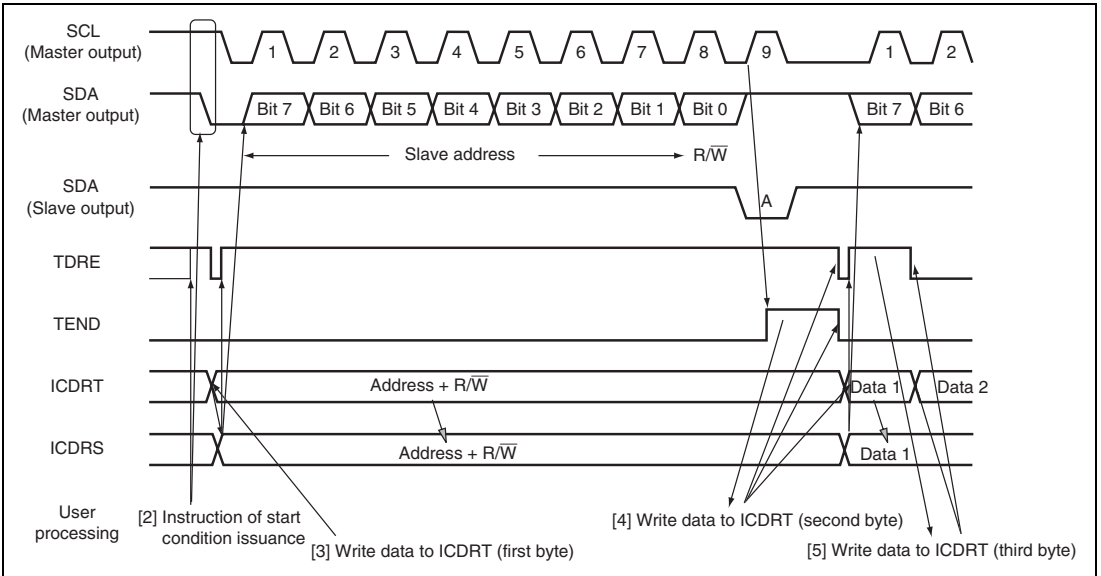 SCL
(Master output)
1 2 3 4 5 6 7 8 9 1 2
SDA
(Master output)
Bit 7 Bit 6 Bit 5 Bit 4 Bit 3 Bit 2 Bit 1 Bit 0 Bit 7 Bit 6
Slave address R/W̅
SDA
(Slave output)
A
TDRE
TEND
ICDRT
Address + R/W̅ Data 1 Data 2
ICDRS
Address + R/W̅ Data 1
User
processing
[2] Instruction of start
condition issuance
[3] Write data to ICDRT (first byte)
[4] Write data to ICDRT (second byte)
[5] Write data to ICDRT (third byte)